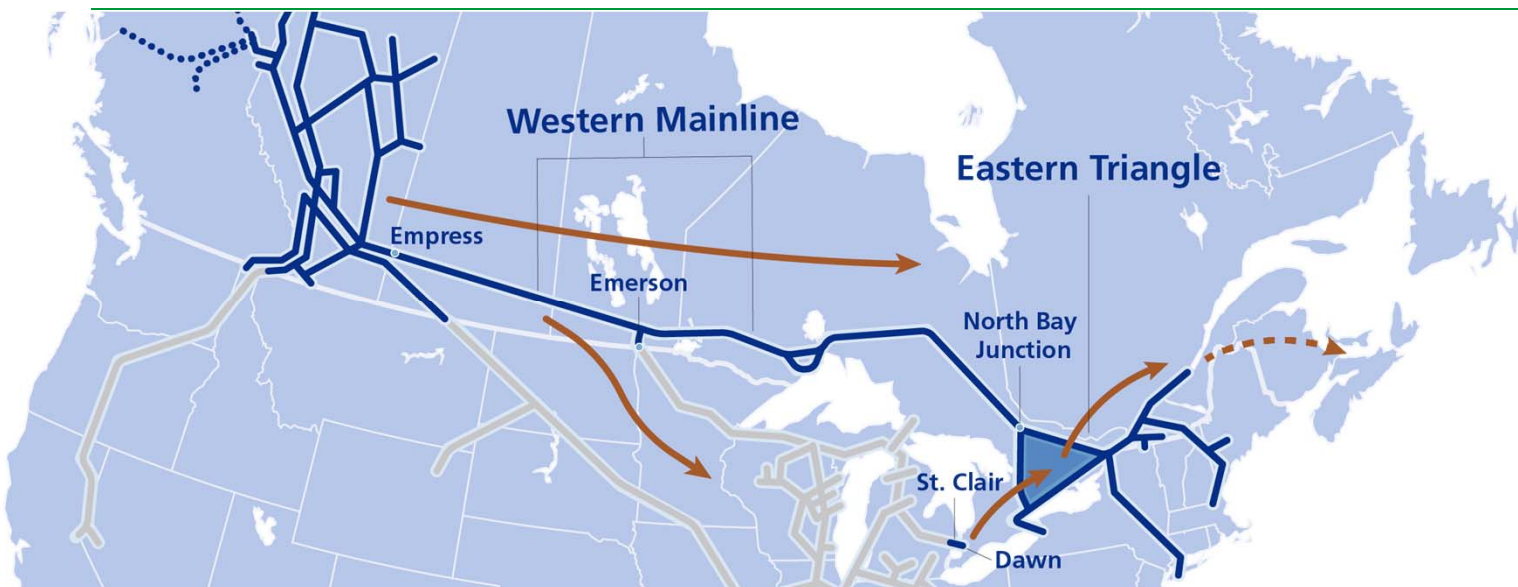 Western Mainline
Eastern Triangle
Empress
Emerson
North Bay
Junction
St. Clair
Dawn